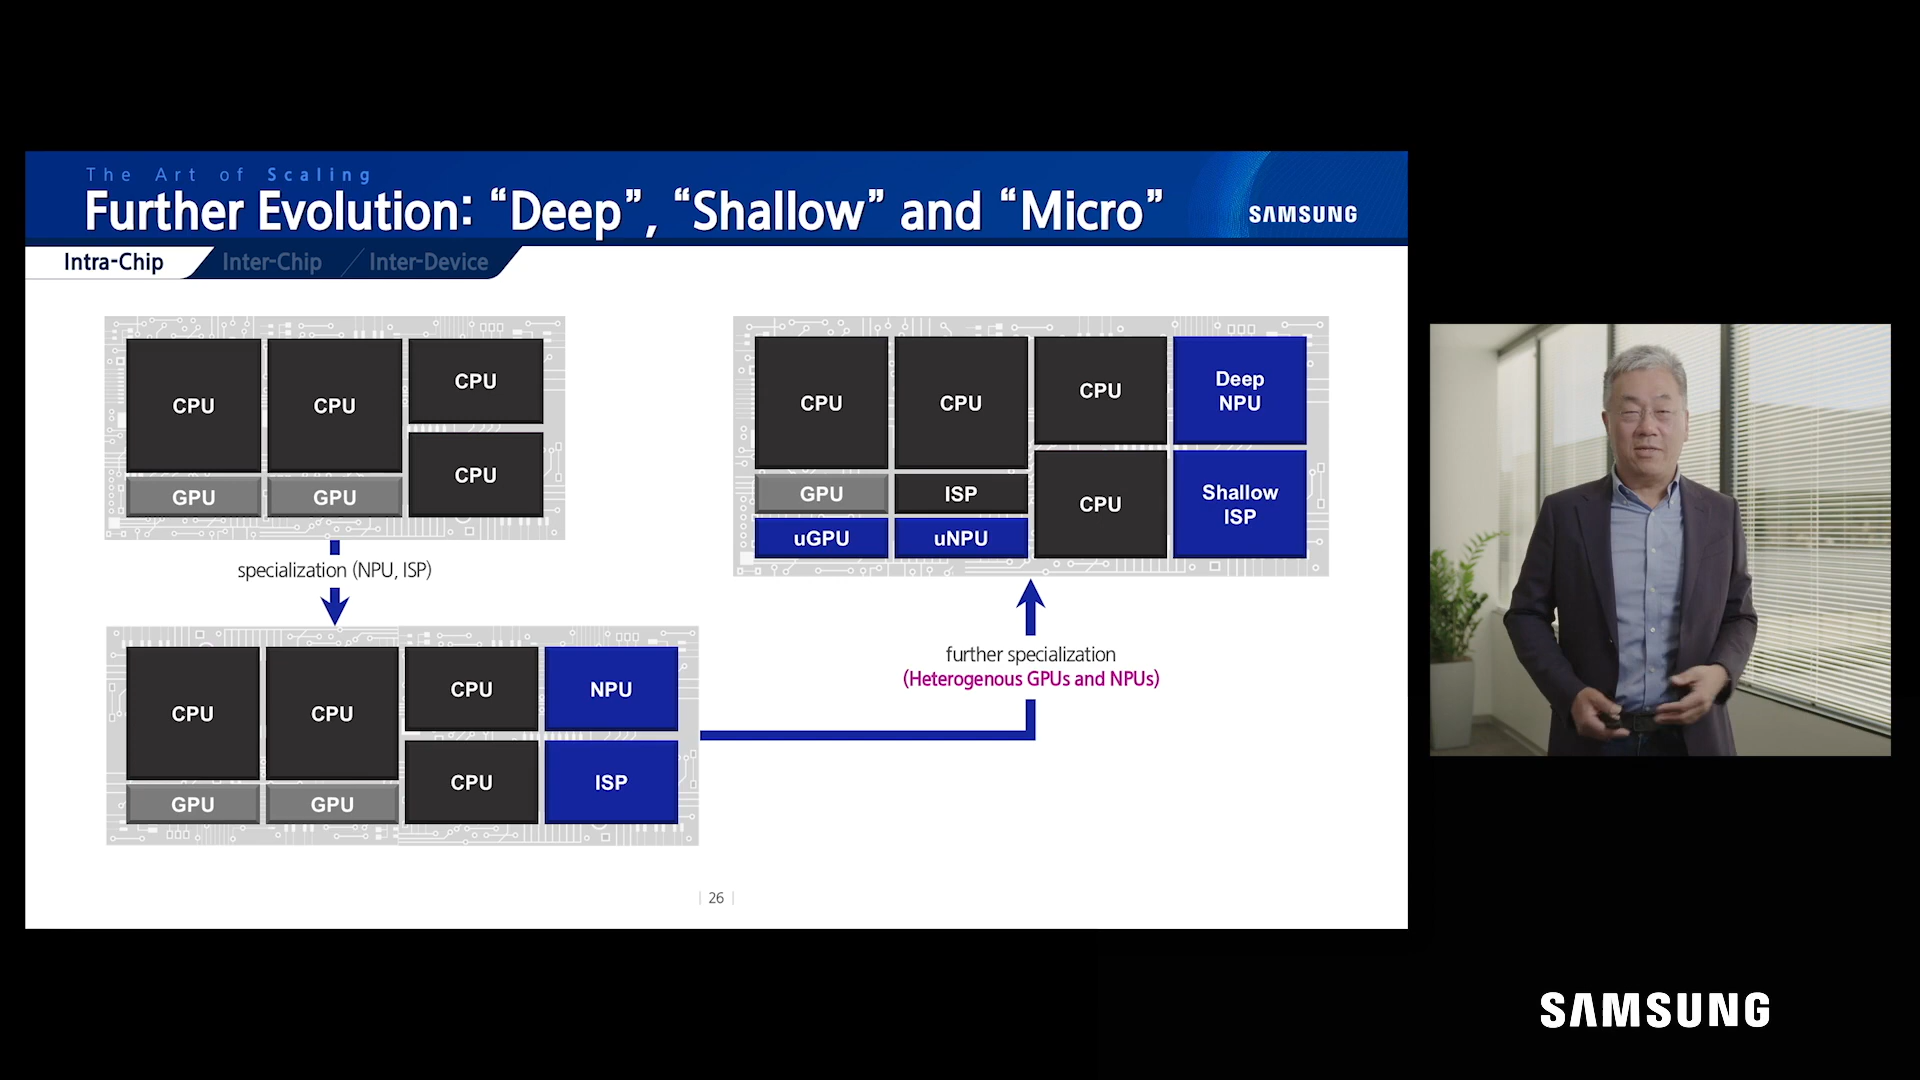 The Art of Scaling
Further Evolution: “Deep”, “Shallow” and “Micro”
SAMSUNG
Intra-Chip
Inter-Chip
Inter-Device
CPU
CPU
CPU
CPU
GPU
GPU
specialization (NPU, ISP)
CPU
CPU
CPU
NPU
CPU
ISP
GPU
GPU
further specialization
(Heterogenous GPUs and NPUs)
CPU
CPU
CPU
Deep
NPU
GPU
ISP
CPU
Shallow
ISP
uGPU
uNPU
26
SAMSUNG